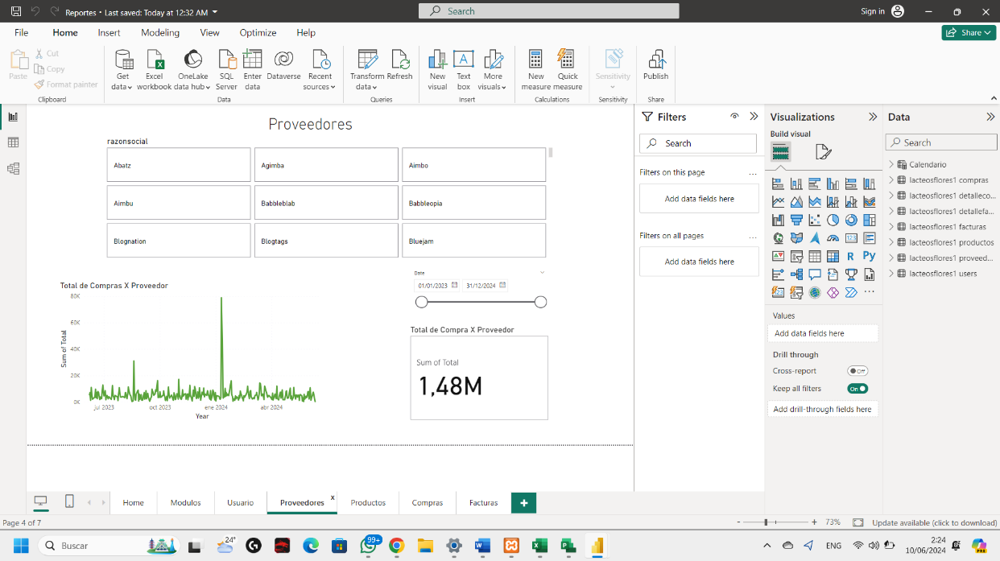 Reportes • Last saved: Today at 12:32 AM
Search
Sign in
File
Home
Insert
Modeling
View
Optimize
Help
Share
Paste
Cut
Copy
Format painter
Clipboard
Get data
Excel workbook
OneLake data hub
SQL Server
Enter data
Dataverse
Recent sources
Data
Transform data
Refresh
Queries
New visual
Text box
More visuals
Insert
New measure
Quick measure
Calculations
Sensitivity
Sensitivity
Publish
Share
Proveedores
razonsocial
Abatz
Agimba
Aimbo
Aimbu
Babbleblab
Babbleopia
Blognation
Blogtags
Bluejam
Total de Compras X Proveedor
Sum of Total
80K
60K
40K
20K
0K
jul 2023
oct 2023
ene 2024
abr 2024
Year
Date
01/01/2023
31/12/2024
Total de Compra X Proveedor
Sum of Total
1,48M
Filters
Search
Filters on this page
...
Add data fields here
Filters on all pages
...
Add data fields here
Visualizations
Build visual
123
R
Py
123
...
Values
Add data fields here
Drill through
Cross-report
Off
Keep all filters
On
Add drill-through fields here
Data
Search
Calendario
lacteosflores1 compras
lacteosflores1 detalleco...
lacteosflores1 detallefa...
lacteosflores1 facturas
lacteosflores1 productos
lacteosflores1 proveed...
lacteosflores1 users
Home
Modulos
Usuario
Proveedores
x
Productos
Compras
Facturas
+
Page 4 of 7
-
+
73%
Update available (click to download)
Buscar
24°
99+
ENG
2:24
10/06/2024
PRE